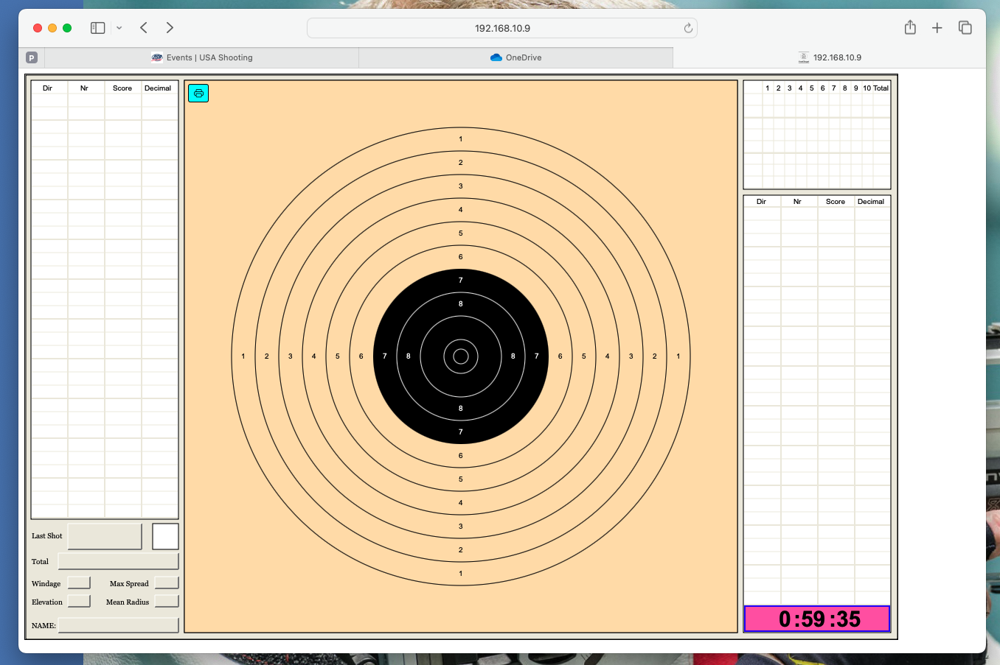 192.168.10.9
P
USA Events | USA Shooting
OneDrive
192.168.10.9
Dir Nr Score Decimal
1 2 3 4 5 6 7 8 9 10 Total
Dir Nr Score Decimal
1
2
3
4
5
6
7
8
1 2 3 4 5 6 7 8 8 7 6 5 4 3 2 1
8
7
6
5
4
3
2
1
Last Shot
Total
Windage Max Spread
Elevation Mean Radius
NAME:
0:59:35